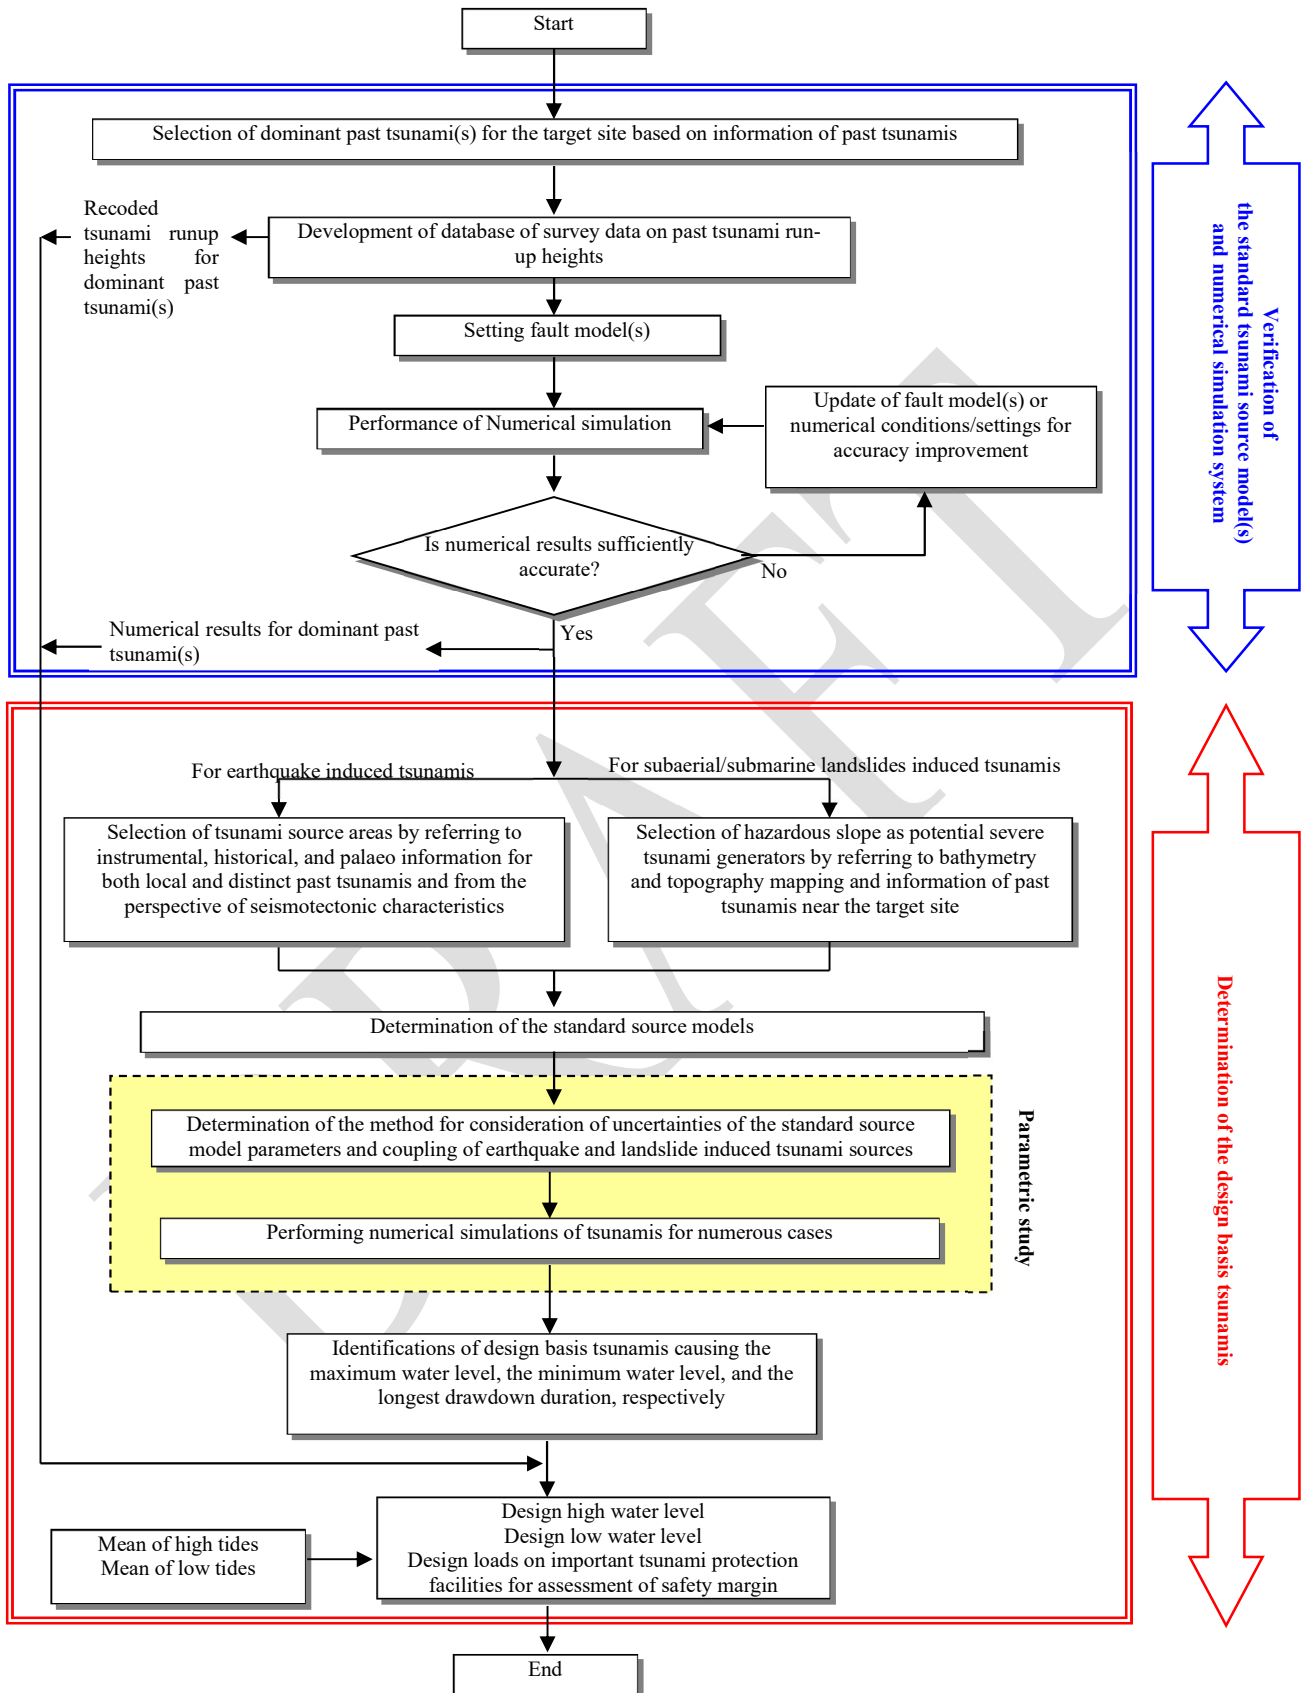 Start
Selection of dominant past tsunami(s) for the target site based on information of past tsunamis
Recoded
tsunami runup
heights for
dominant past
tsunami(s)
Development of database of survey data on past tsunami run-
up heights
Setting fault model(s)
Performance of Numerical simulation
Update of fault model(s) or
numerical conditions/settings for
accuracy improvement
Is numerical results sufficiently
accurate?
No
Yes
Numerical results for dominant past
tsunami(s)
Verification of
the standard tsunami source model(s)
and numerical simulation system
For earthquake induced tsunamis
For subaerial/submarine landslides induced tsunamis
Selection of tsunami source areas by referring to
instrumental, historical, and palaeo information for
both local and distinct past tsunamis and from the
perspective of seismotectonic characteristics
Selection of hazardous slope as potential severe
tsunami generators by referring to bathymetry
and topography mapping and information of past
tsunamis near the target site
Determination of the standard source models
Determination of the method for consideration of uncertainties of the standard source
model parameters and coupling of earthquake and landslide induced tsunami sources
Performing numerical simulations of tsunamis for numerous cases
Parametric study
Identifications of design basis tsunamis causing the
maximum water level, the minimum water level, and the
longest drawdown duration, respectively
Mean of high tides
Mean of low tides
Design high water level
Design low water level
Design loads on important tsunami protection
facilities for assessment of safety margin
Determination of the design basis tsunamis
End
DRAFT